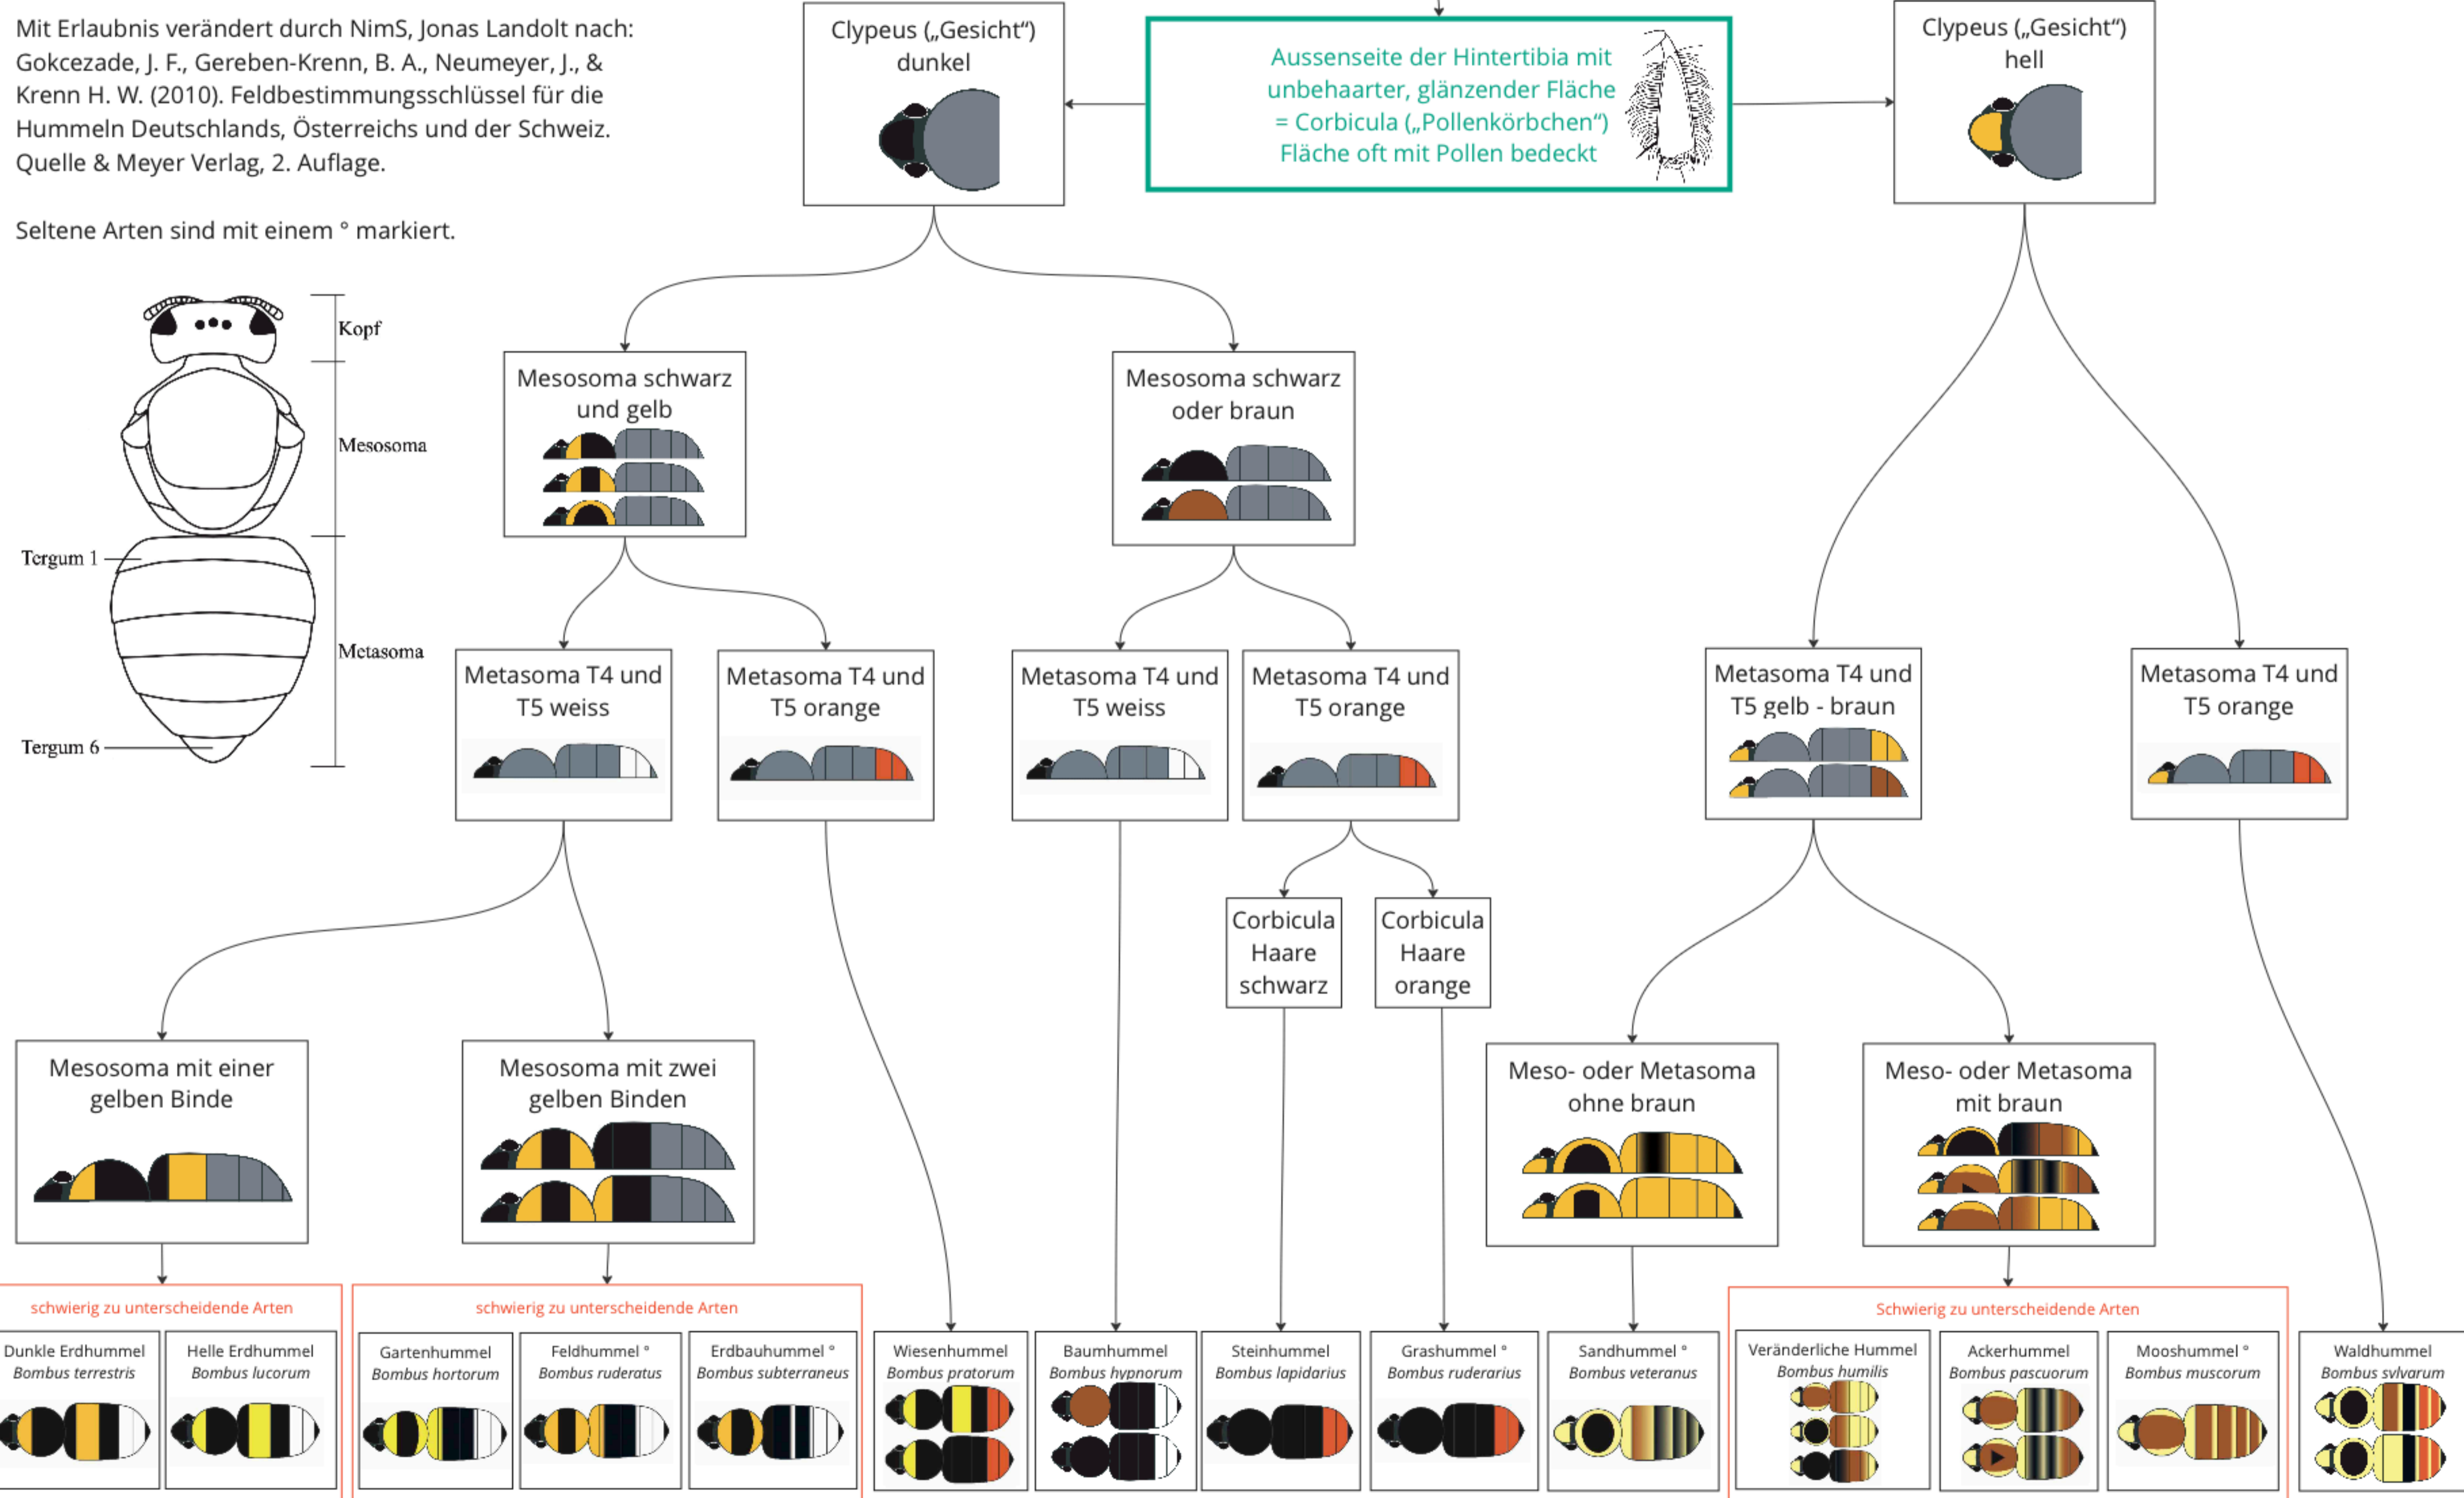 Mit Erlaubnis verändert durch NimS, Jonas Landolt nach:
Gokcezade, J. F., Gereben-Krenn, B. A., Neumeyer, J., &
Krenn H. W. (2010). Feldbestimmungsschlüssel für die
Hummeln Deutschlands, Österreichs und der Schweiz.
Quelle & Meyer Verlag, 2. Auflage.
Seltene Arten sind mit einem ° markiert.
Clypeus („Gesicht“)
dunkel
Aussenseite der Hintertibia mit
unbehaarter, glänzender Fläche
= Corbicula („Pollenkörbchen“)
Fläche oft mit Pollen bedeckt
Clypeus („Gesicht“)
hell
Kopf
Mesosoma
Tergum 1
Metasoma
Tergum 6
Mesosoma schwarz
und gelb
Mesosoma schwarz
oder braun
Metasoma T4 und
T5 weiss
Metasoma T4 und
T5 orange
Metasoma T4 und
T5 weiss
Metasoma T4 und
T5 orange
Metasoma T4 und
T5 gelb - braun
Metasoma T4 und
T5 orange
Corbicula
Haare
schwarz
Corbicula
Haare
orange
Mesosoma mit einer
gelben Binde
Mesosoma mit zwei
gelben Binden
Meso- oder Metasoma
ohne braun
Meso- oder Metasoma
mit braun
schwierig zu unterscheidende Arten
Dunkle Erdhummel
Bombus terrestris
Helle Erdhummel
Bombus lucorum
schwierig zu unterscheidende Arten
Gartenhummel
Bombus hortorum
Feldhummel °
Bombus ruderatus
Erdbauhummel °
Bombus subterraneus
Wiesenhummel
Bombus pratorum
Baumhummel
Bombus hypnorum
Steinhummel
Bombus lapidarius
Grashummel °
Bombus ruderarius
Sandhummel °
Bombus veteranus
Schwierig zu unterscheidende Arten
Veränderliche Hummel
Bombus humilis
Ackerhummel
Bombus pascuorum
Mooshummel °
Bombus muscorum
Waldhummel
Bombus sylvarum